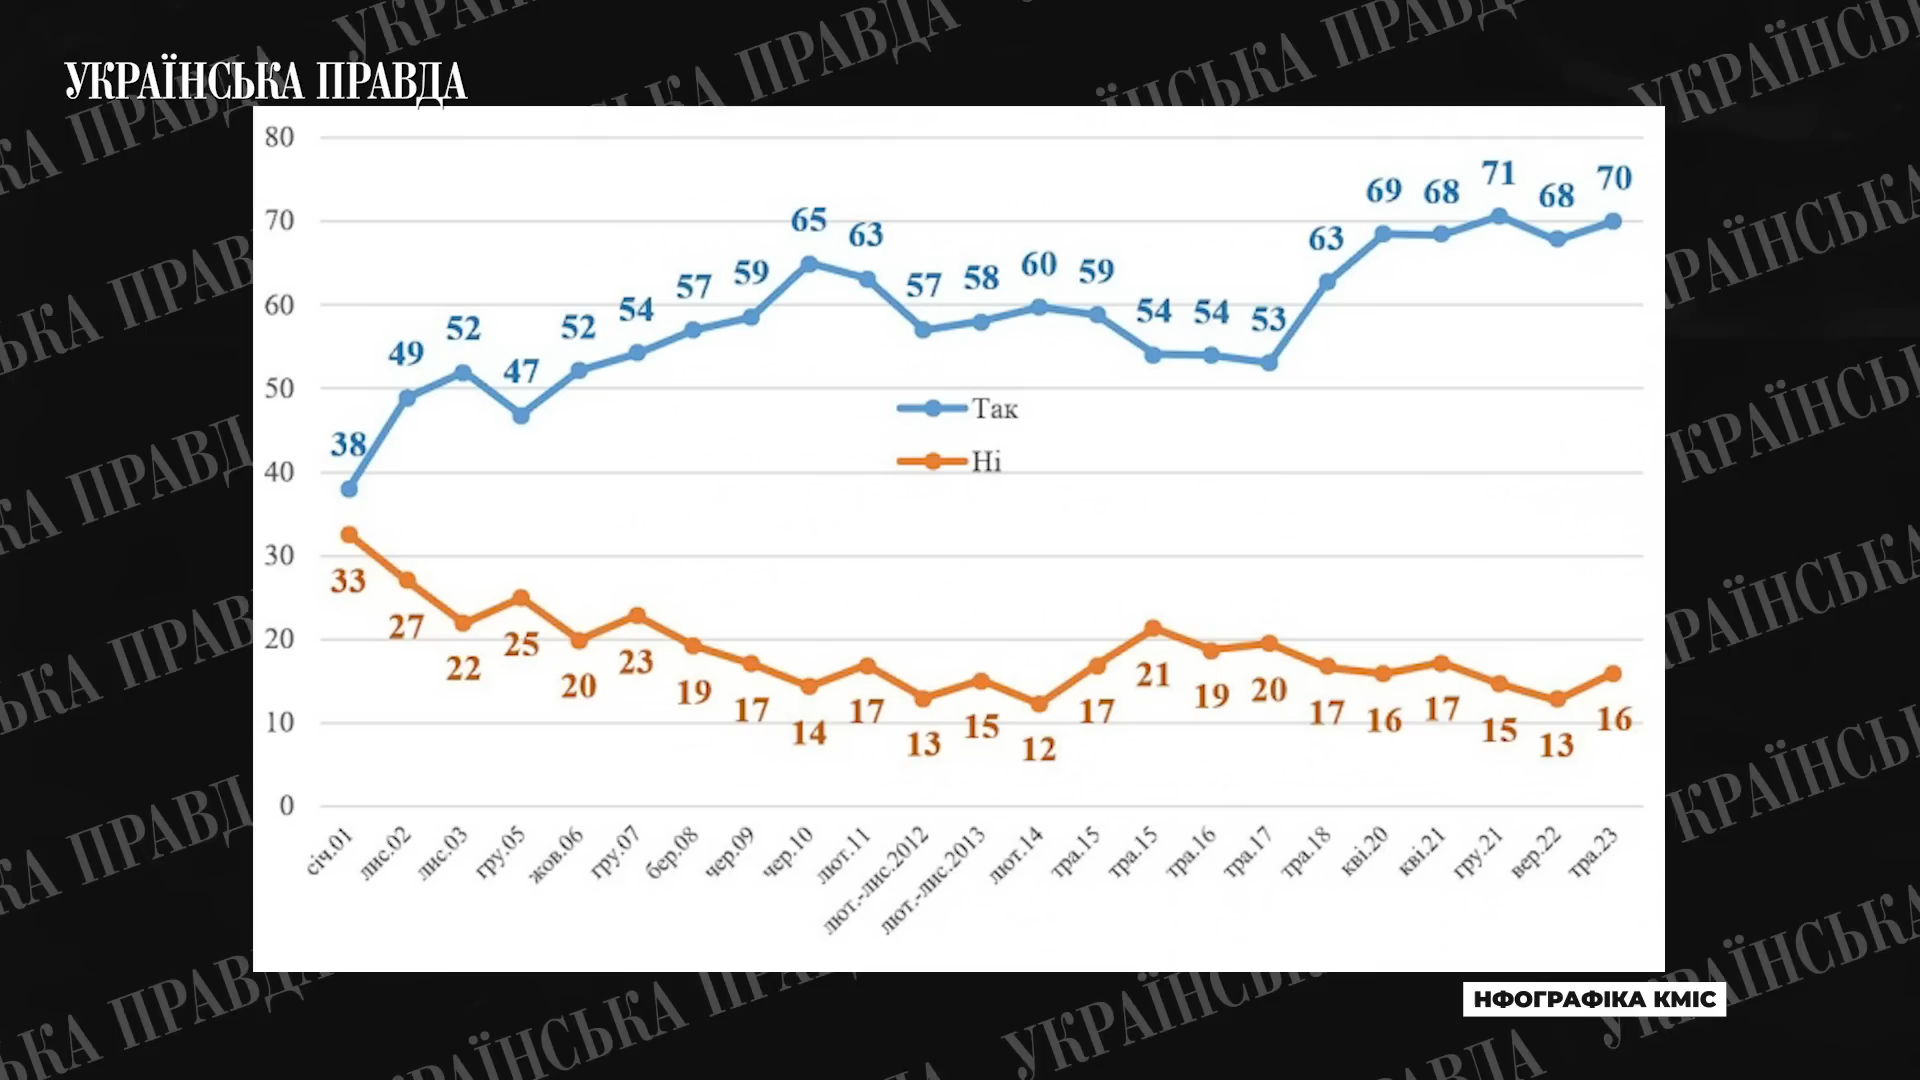 УКРАЇНСЬКА ПРАВДА
80
70
60
50
40
30
20
10
0
38 49 52 47 52 54 57 59 65 63 57 58 60 59 54 54 53 63 69 68 71 68 70
Так
Ні
33 27 22 25 20 23 19 17 14 17 13 15 12 17 21 19 20 17 16 17 15 13 16
січ.01 лис.02 лис.03 гру.05 жов.06 гру.07 бер.08 чер.09 чер.10 лют.11 лют.-лис.2012 лют.-лис.2013 лют.14 тра.15 тра.15 тра.16 тра.17 тра.18 кві.20 кві.21 гру.21 вер.22 тра.23
НФОГРАФІКА КМІС